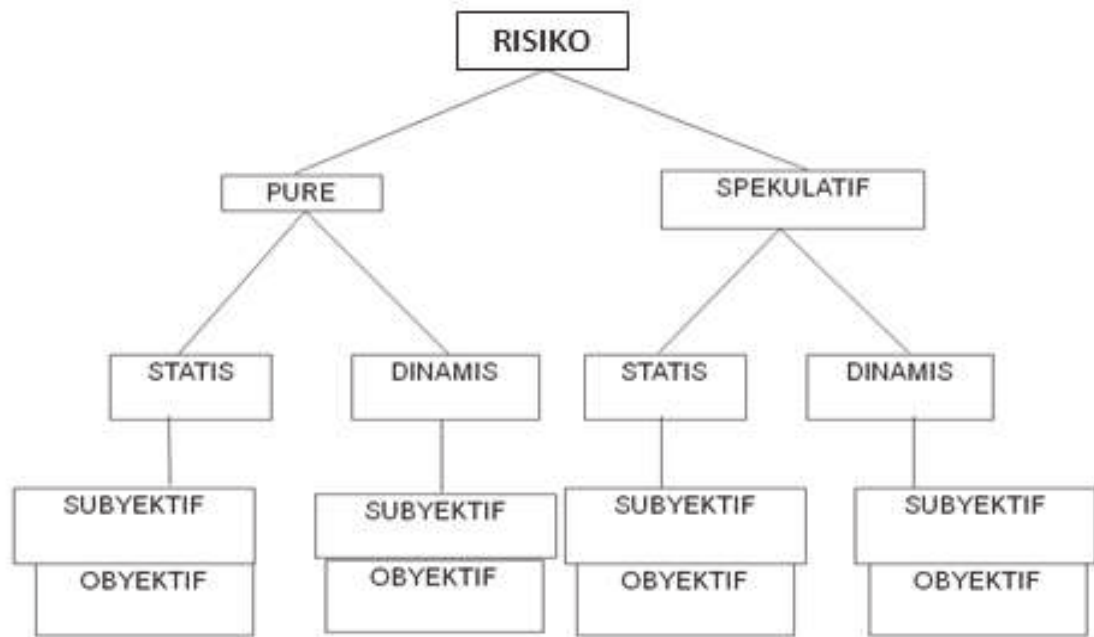 RISIKO
PURE
SPEKULATIF
STATIS
DINAMIS
STATIS
DINAMIS
SUBYEKTIF
SUBYEKTIF
SUBYEKTIF
SUBYEKTIF
OBYEKTIF
OBYEKTIF
OBYEKTIF
OBYEKTIF